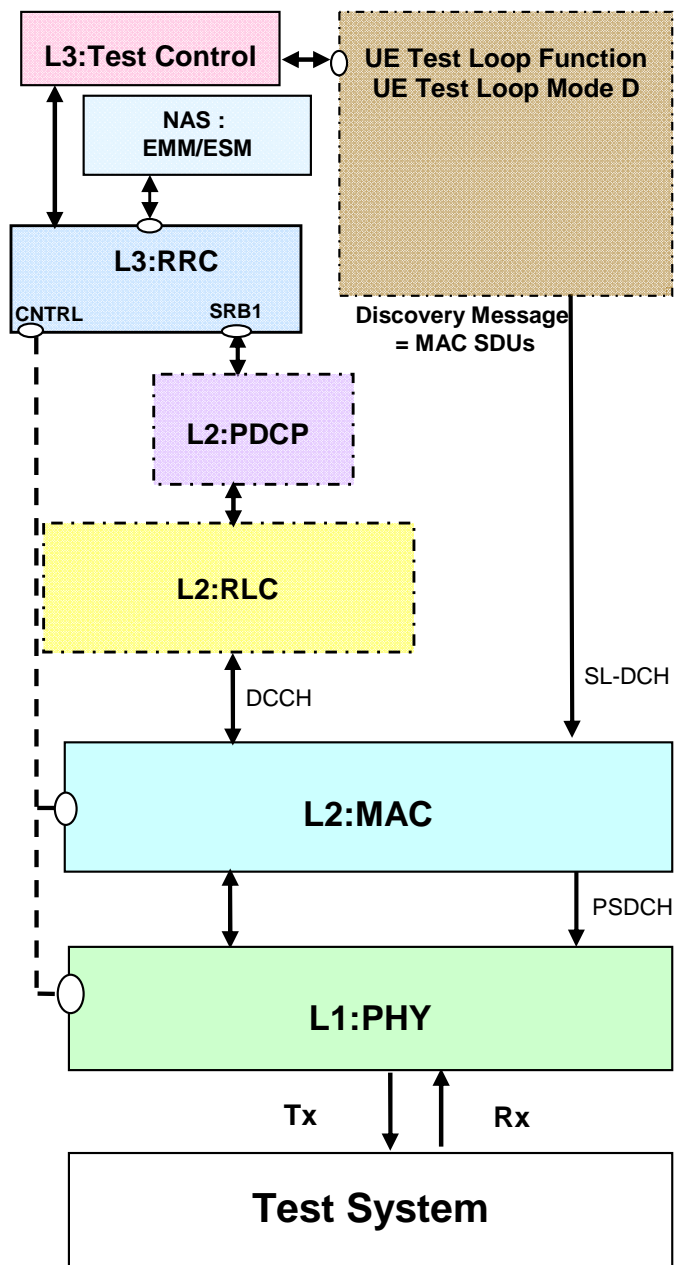 L3:Test Control
UE Test Loop Function
UE Test Loop Mode D
NAS :
EMM/ESM
L3:RRC
CNTRL
SRB1
Discovery Message
= MAC SDUs
L2:PDCP
L2:RLC
DCCH
SL-DCH
L2:MAC
PSDCH
L1:PHY
Tx
Rx
Test System